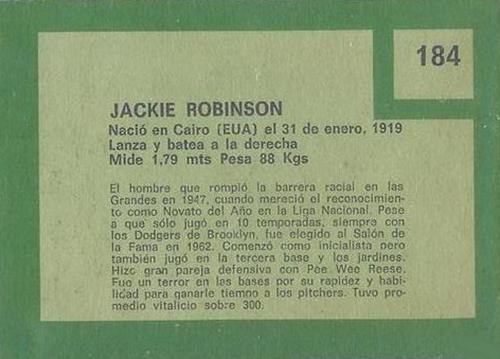 184
JACKIE ROBINSON
Nació en Cairo (EUA) el 31 de enero, 1919
Lanza y batea a la derecha
Mide 1,79 mts Pesa 88 Kgs
El hombre que rompió la barrera racial en las
Grandes en 1947, cuando mereció el reconocimien-
to como Novato del Año en la Liga Nacional. Pese
a que sólo jugó en 10 temporadas, siempre con
los Dodgers de Brooklyn, fue elegido al Salón de
la Fama en 1962. Comenzó como inicialista pero
también jugó en la tercera base y los jardines.
Hizo gran pareja defensiva con Pee Wee Reese.
Fue un terror en las bases por su rapidez y habi-
lidad para ganarle tiempo a los pitchers. Tuvo pro-
medio vitalicio sobre 300.